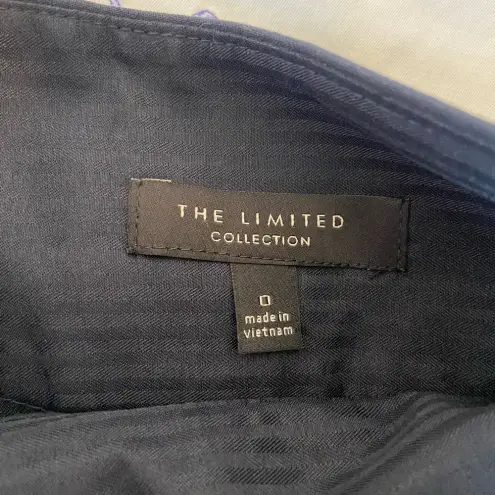 THE LIMITED
COLLECTION
0
made in
vietnam